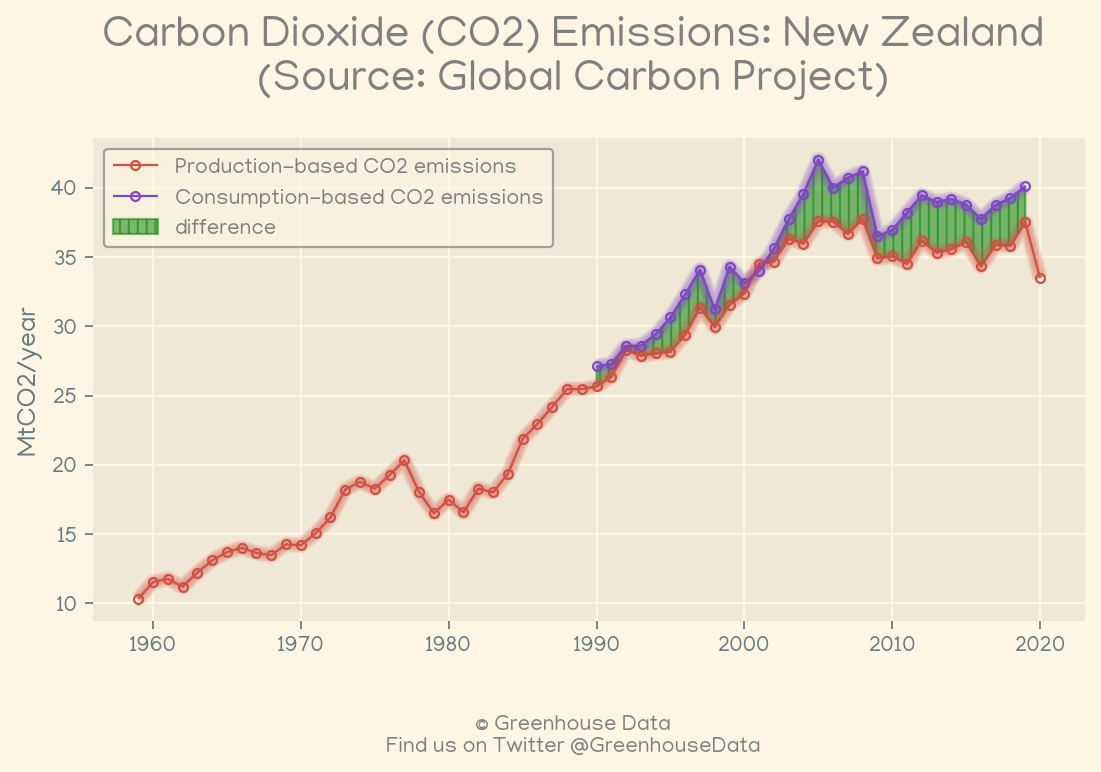 Carbon Dioxide (CO2) Emissions: New Zealand
(Source: Global Carbon Project)
Production-based CO2 emissions
Consumption-based CO2 emissions
difference
MtCO2/year
40
35
30
25
20
15
10
1960 1970 1980 1990 2000 2010 2020
© Greenhouse Data
Find us on Twitter @GreenhouseData